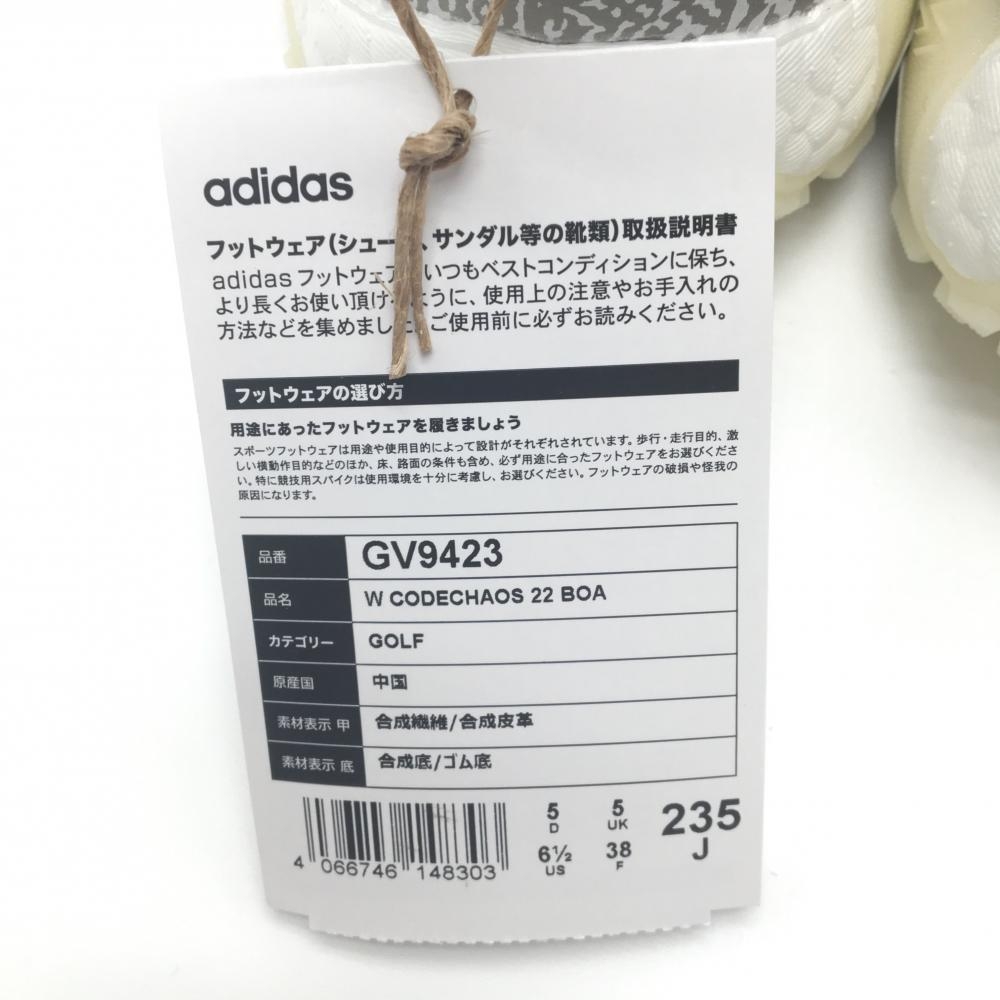 adidas
フットウェア(シュー、サンダル等の靴類)取扱説明書
adidas フットウェア いつもベストコンディションに保ち、
より長くお使い頂け ように、使用上の注意やお手入れの
方法などを集めまし ご使用前に必ずお読みください。
フットウェアの選び方
用途にあったフットウェアを履きましょう
スポーツフットウェアは用途や使用目的によって設計がそれぞれされています。歩行・走行目的、激
しい横動作目的などのほか、床、路面の条件も含め、必ず用途に合ったフットウェアをお選びくださ
い。特に競技用スパイクは使用環境を十分に考慮し、お選びください。フットウェアの破損や怪我の
原因になります。
品番 GV9423
品名 W CODECHAOS 22 BOA
カテゴリー GOLF
原産国 中国
素材表示 甲 合成繊維/合成皮革
素材表示 底 合成底/ゴム底
5 5 235
D UK J
6½ 38
US F
4 066746 148303